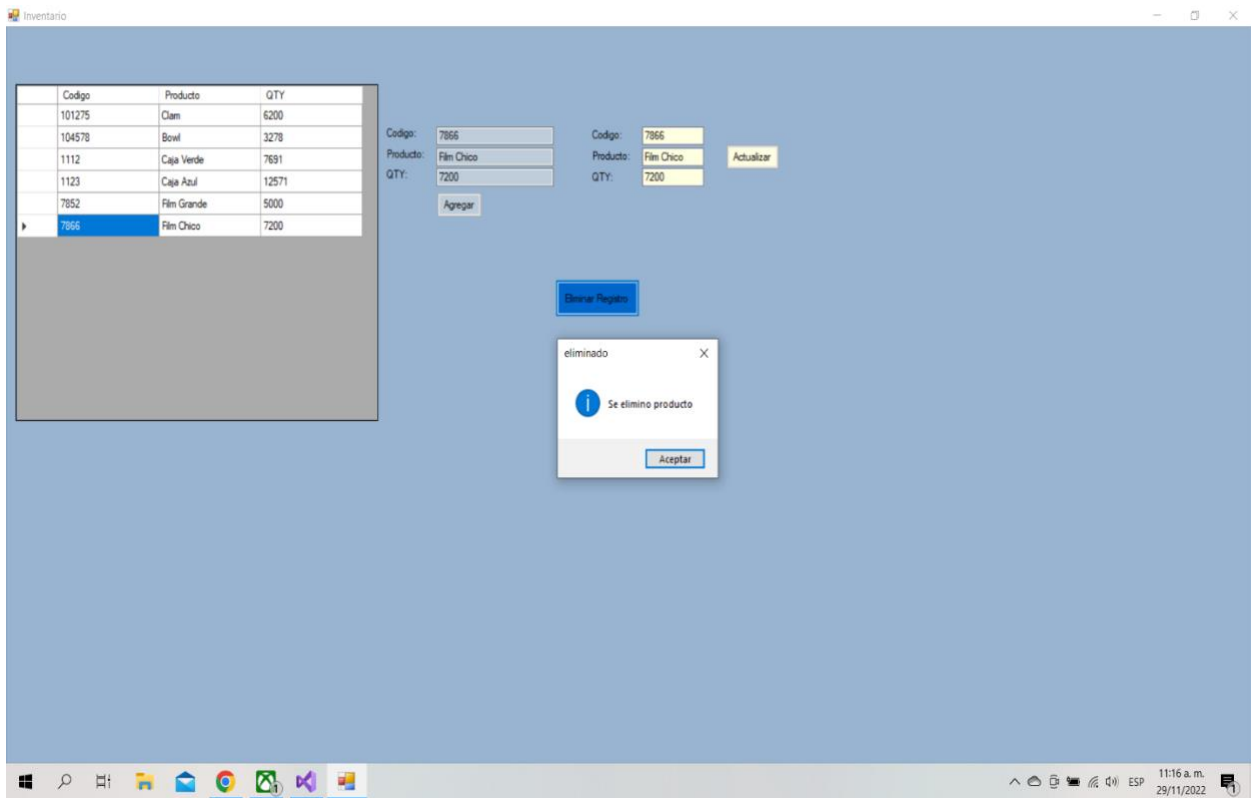 Inventario
Codigo Producto QTY
101275 Clam 6200
104578 Bowl 3278
1112 Caja Verde 7691
1123 Caja Azul 12571
7852 Film Grande 5000
7866 Film Chico 7200
Codigo: 7866
Producto: Film Chico
QTY: 7200
Agregar
Codigo: 7866
Producto: Film Chico
QTY: 7200
Actualizar
Eliminar Registro
eliminado
Se elimino producto
Aceptar
ESP
11:16 a. m.
29/11/2022
1
1